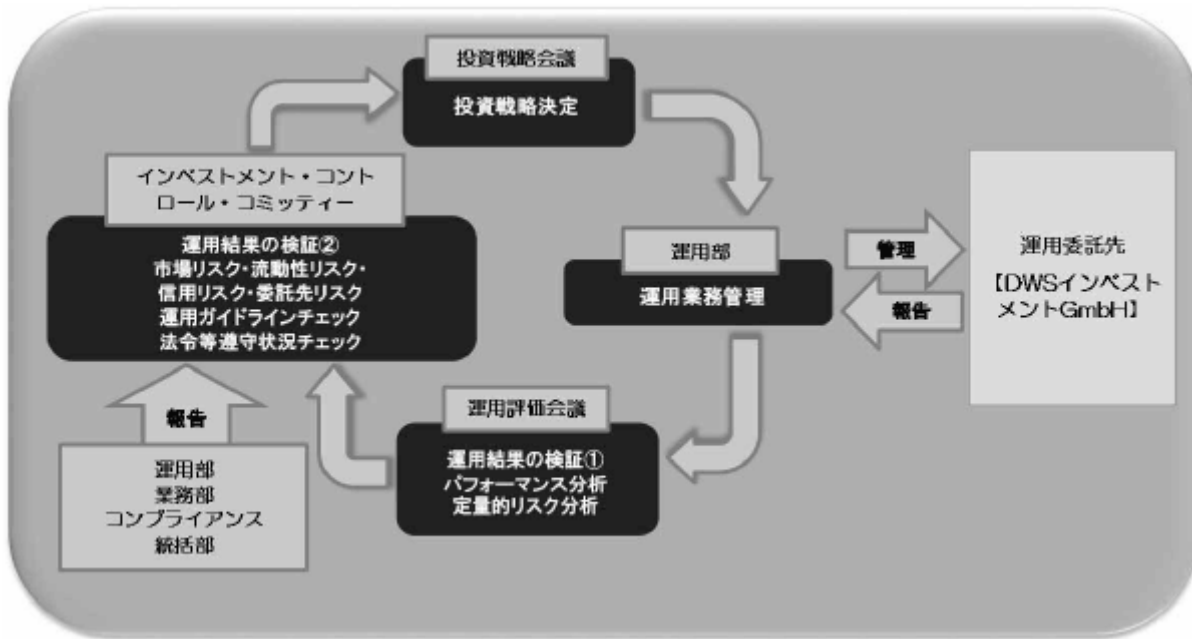 投資戦略会議
投資戦略決定
インベストメント・コント
ロール・コミッティー
運用結果の検証②
市場リスク・流動性リスク・
信用リスク・委託先リスク
運用ガイドラインチェック
法令等遵守状況チェック
運用部
運用業務管理
管理
報告
運用委託先
【DWSインベスト
メントGmbH】
運用評価会議
運用結果の検証①
パフォーマンス分析
定量的リスク分析
報告
運用部
業務部
コンプライアンス
統括部